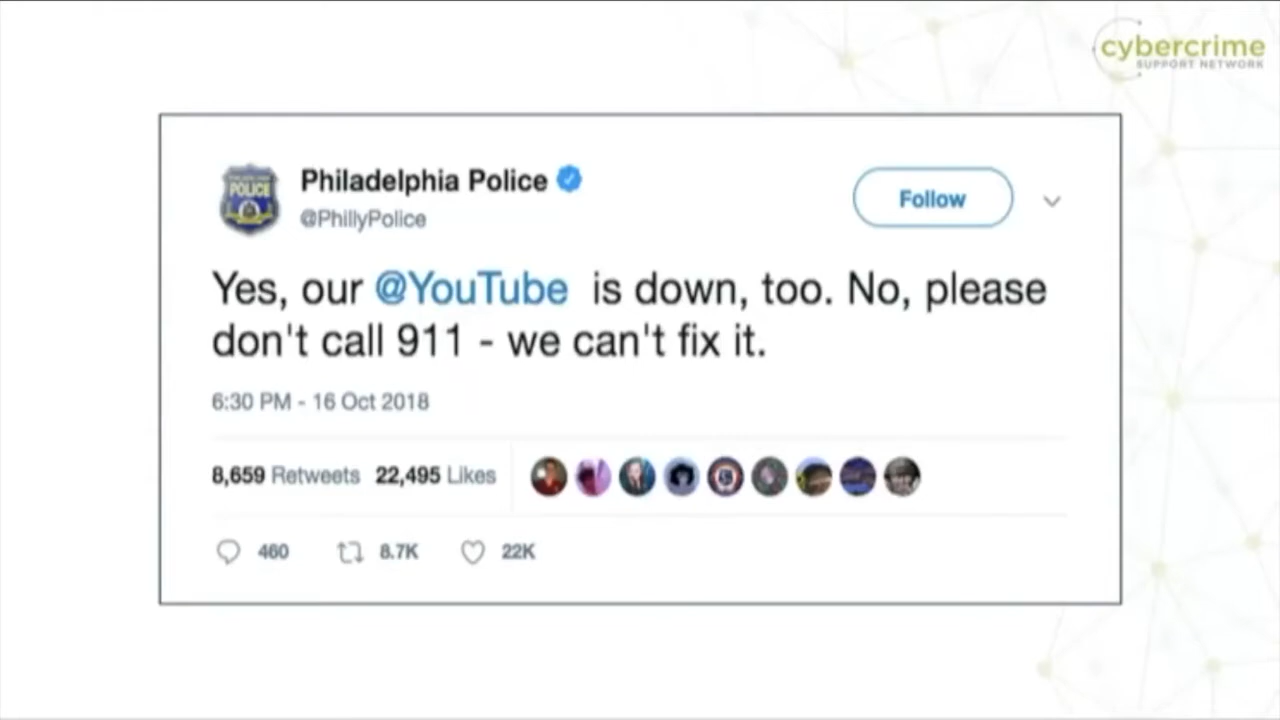 cybercrime
SUPPORT NETWORK
POLICE
Philadelphia Police
@PhillyPolice
Follow
Yes, our @YouTube is down, too. No, please
don't call 911 - we can't fix it.
6:30 PM - 16 Oct 2018
8,659 Retweets 22,495 Likes
460 8.7K 22K